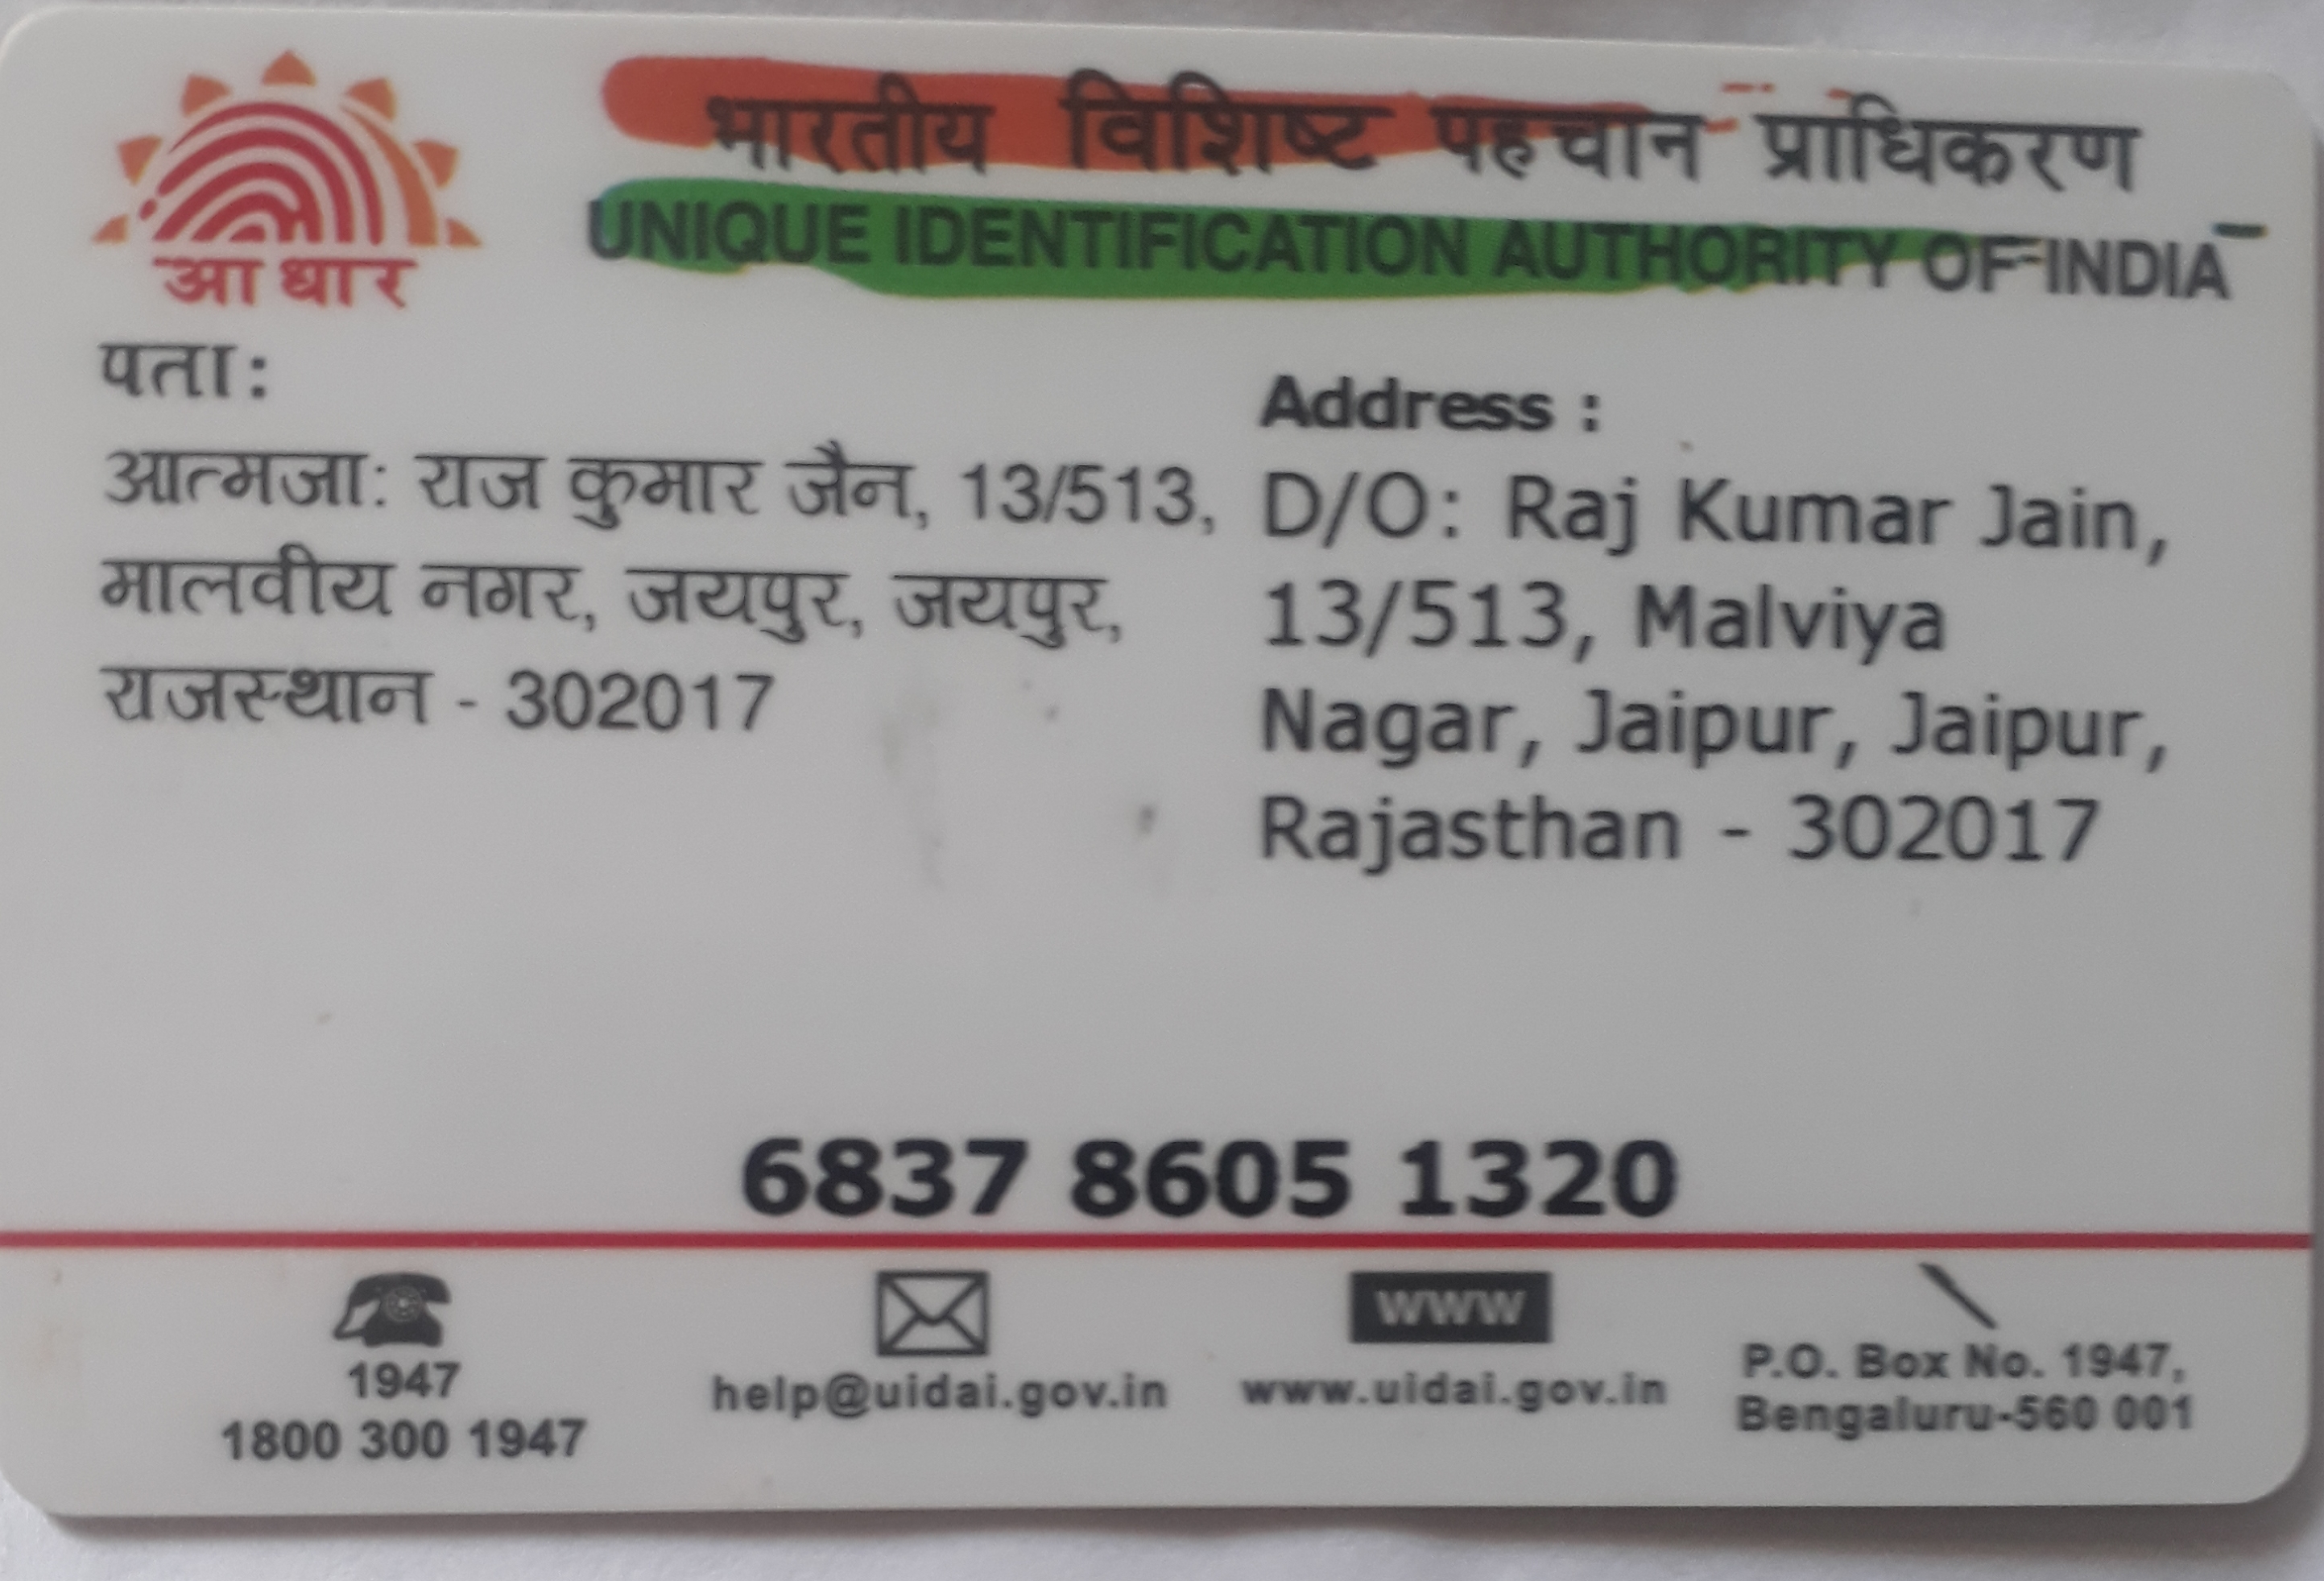 भारतीय विशिष्ट पहचान प्राधिकरण
UNIQUE IDENTIFICATION AUTHORITY OF INDIA
आधार
पता:
आत्मजा: राज कुमार जैन, 13/513,
मालवीय नगर, जयपुर, जयपुर,
राजस्थान - 302017
Address :
D/O: Raj Kumar Jain,
13/513, Malviya
Nagar, Jaipur, Jaipur,
Rajasthan - 302017
6837 8605 1320
1947
1800 300 1947
help@uidai.gov.in
www
www.uidai.gov.in
P.O. Box No. 1947,
Bengaluru-560 001